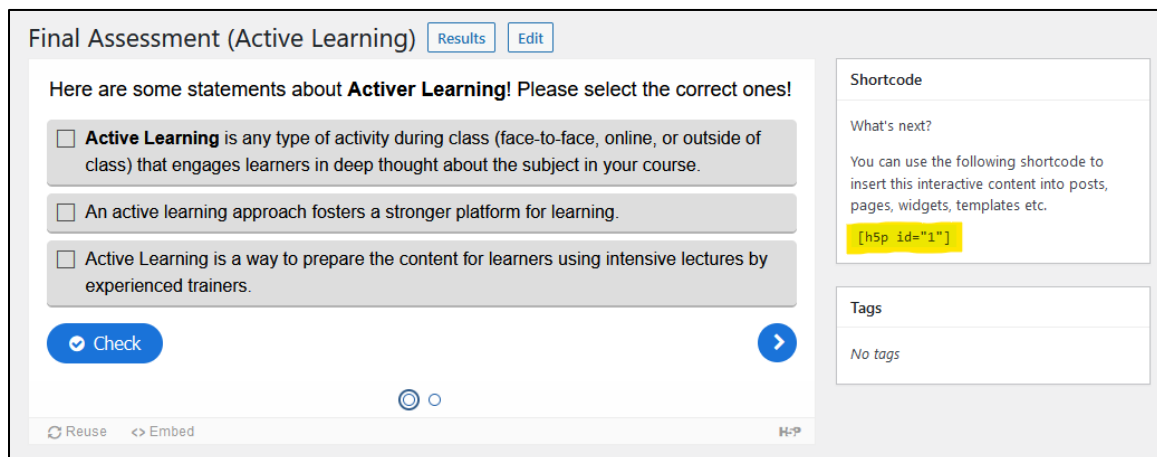 Final Assessment (Active Learning) Results Edit
Here are some statements about Activer Learning! Please select the correct ones!
Active Learning is any type of activity during class (face-to-face, online, or outside of
class) that engages learners in deep thought about the subject in your course.
An active learning approach fosters a stronger platform for learning.
Active Learning is a way to prepare the content for learners using intensive lectures by
experienced trainers.
Check
Reuse <> Embed
H5P
Shortcode
What's next?
You can use the following shortcode to
insert this interactive content into posts,
pages, widgets, templates etc.
[h5p id="1"]
Tags
No tags